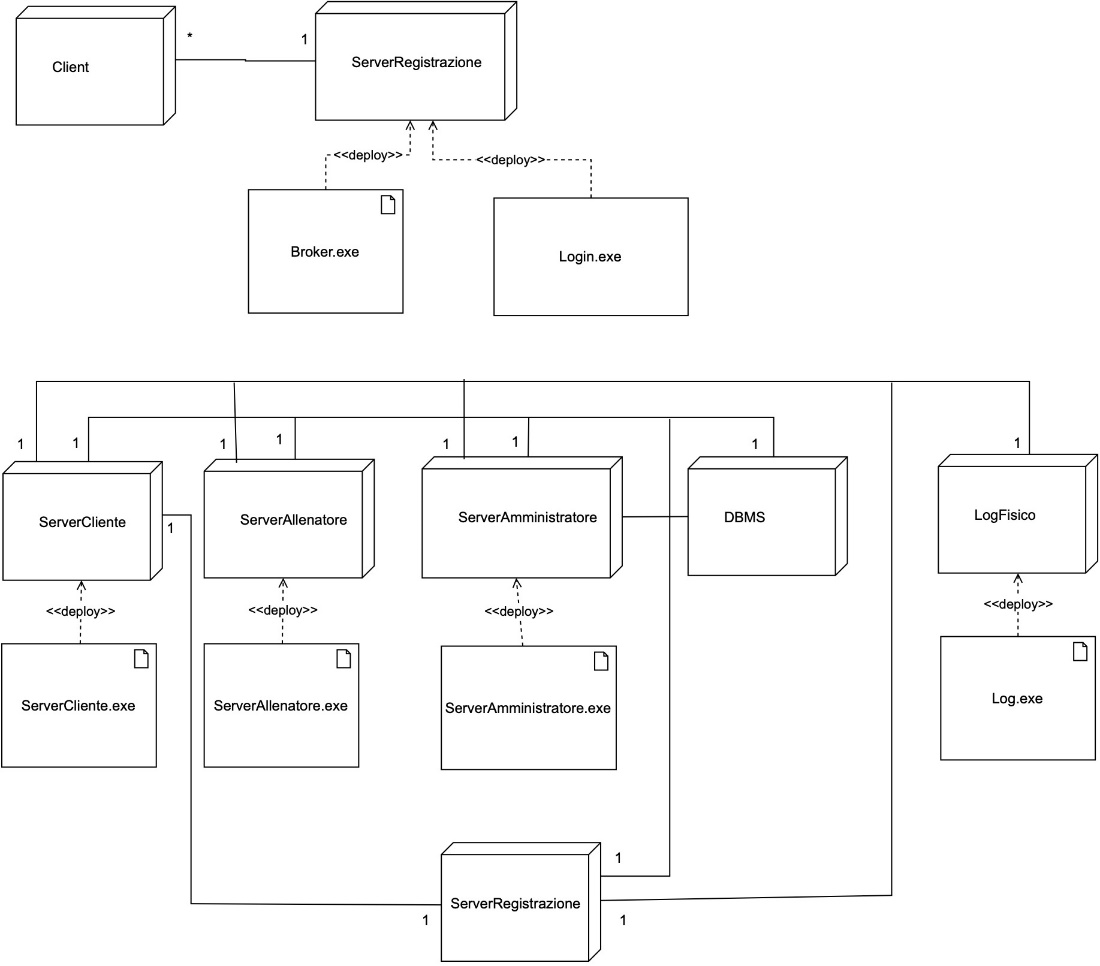 Client
*
1
ServerRegistrazione
<<deploy>>
<<deploy>>
Broker.exe
Login.exe
1
1
1
1
1
1
1
1
ServerCliente
ServerAllenatore
ServerAmministratore
DBMS
LogFisico
1
<<deploy>>
<<deploy>>
<<deploy>>
<<deploy>>
ServerCliente.exe
ServerAllenatore.exe
ServerAmministratore.exe
Log.exe
1
ServerRegistrazione
1
1